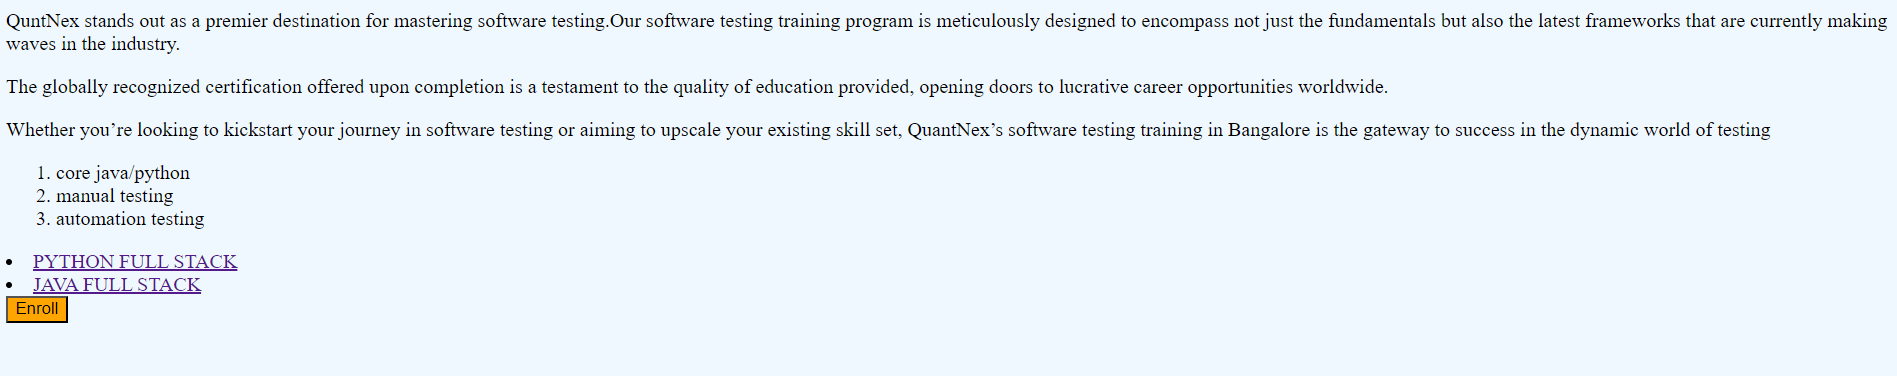 QuntNex stands out as a premier destination for mastering software testing.Our software testing training program is meticulously designed to encompass not just the fundamentals but also the latest frameworks that are currently making
waves in the industry.
The globally recognized certification offered upon completion is a testament to the quality of education provided, opening doors to lucrative career opportunities worldwide.
Whether you’re looking to kickstart your journey in software testing or aiming to upscale your existing skill set, QuantNex’s software testing training in Bangalore is the gateway to success in the dynamic world of testing
1. core java/python
2. manual testing
3. automation testing
• PYTHON FULL STACK
• JAVA FULL STACK
Enroll